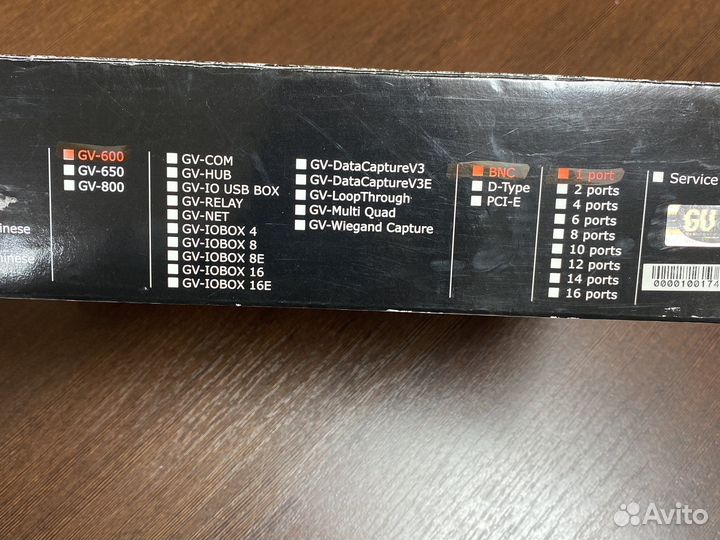 GV-600
GV-650
GV-800
GV-COM
GV-HUB
GV-IO USB BOX
GV-RELAY
GV-NET
GV-IOBOX 4
GV-IOBOX 8
GV-IOBOX 8E
GV-IOBOX 16
GV-IOBOX 16E
GV-DataCaptureV3
GV-DataCaptureV3E
GV-LoopThrough
GV-Multi Quad
GV-Wiegand Capture
BNC
D-Type
PCI-E
1 port
2 ports
4 ports
6 ports
8 ports
10 ports
12 ports
14 ports
16 ports
Service
GV
0000100174
Avito